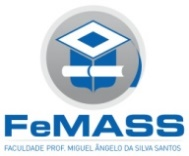 FeMASS
FACULDADE PROF. MIGUEL ÂNGELO DA SILVA SANTOS